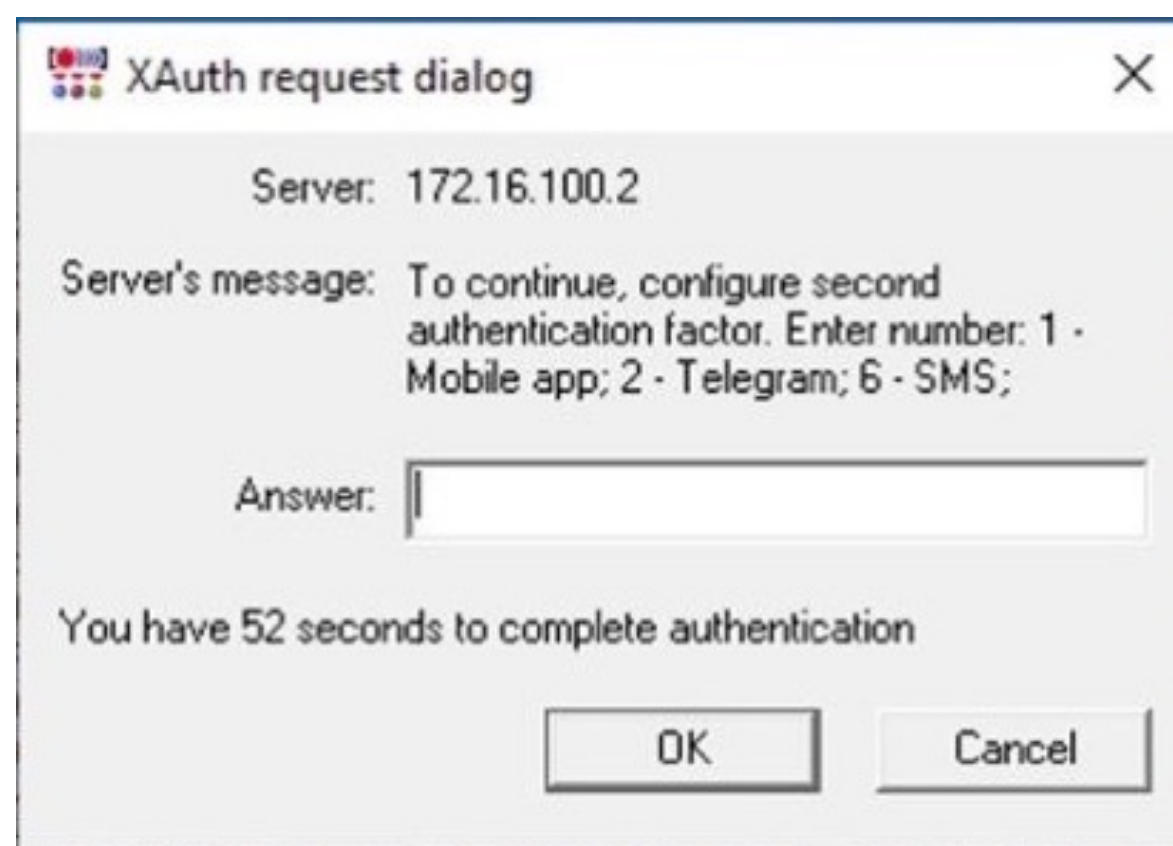 XAuth request dialog
Server: 172.16.100.2
Server's message: To continue, configure second
authentication factor. Enter number: 1 -
Mobile app; 2 - Telegram; 6 - SMS;
Answer:
You have 52 seconds to complete authentication
OK Cancel